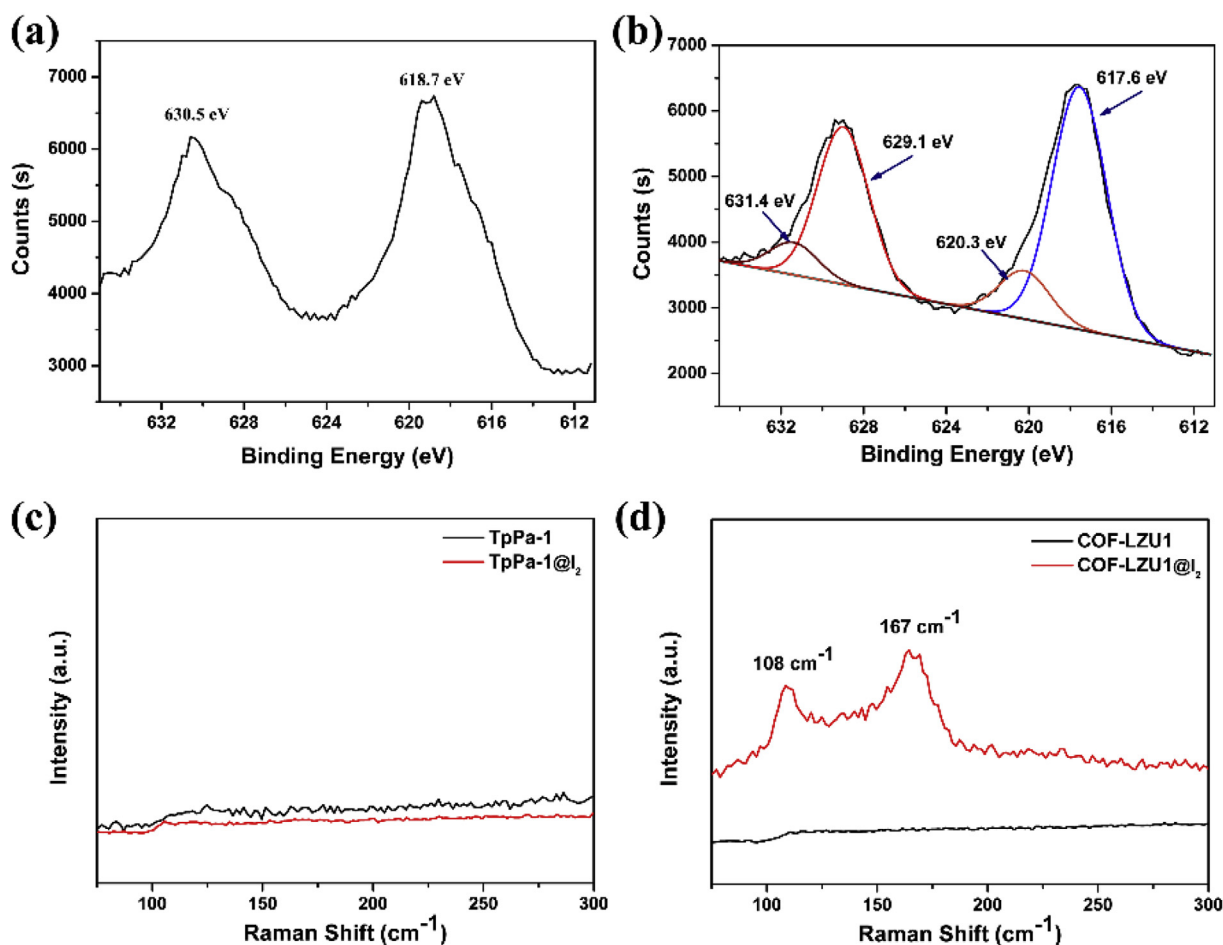 (a)
630.5 eV
618.7 eV
7000
6000
5000
4000
3000
Counts (s)
632
628
624
620
616
612
Binding Energy (eV)
(b)
617.6 eV
629.1 eV
631.4 eV
620.3 eV
7000
6000
5000
4000
3000
2000
Counts (s)
632
628
624
620
616
612
Binding Energy (eV)
(c)
TpPa-1
TpPa-1@I₂
Intensity (a.u.)
100
150
200
250
300
Raman Shift (cm⁻¹)
(d)
COF-LZU1
COF-LZU1@I₂
108 cm⁻¹
167 cm⁻¹
Intensity (a.u.)
100
150
200
250
300
Raman Shift (cm⁻¹)